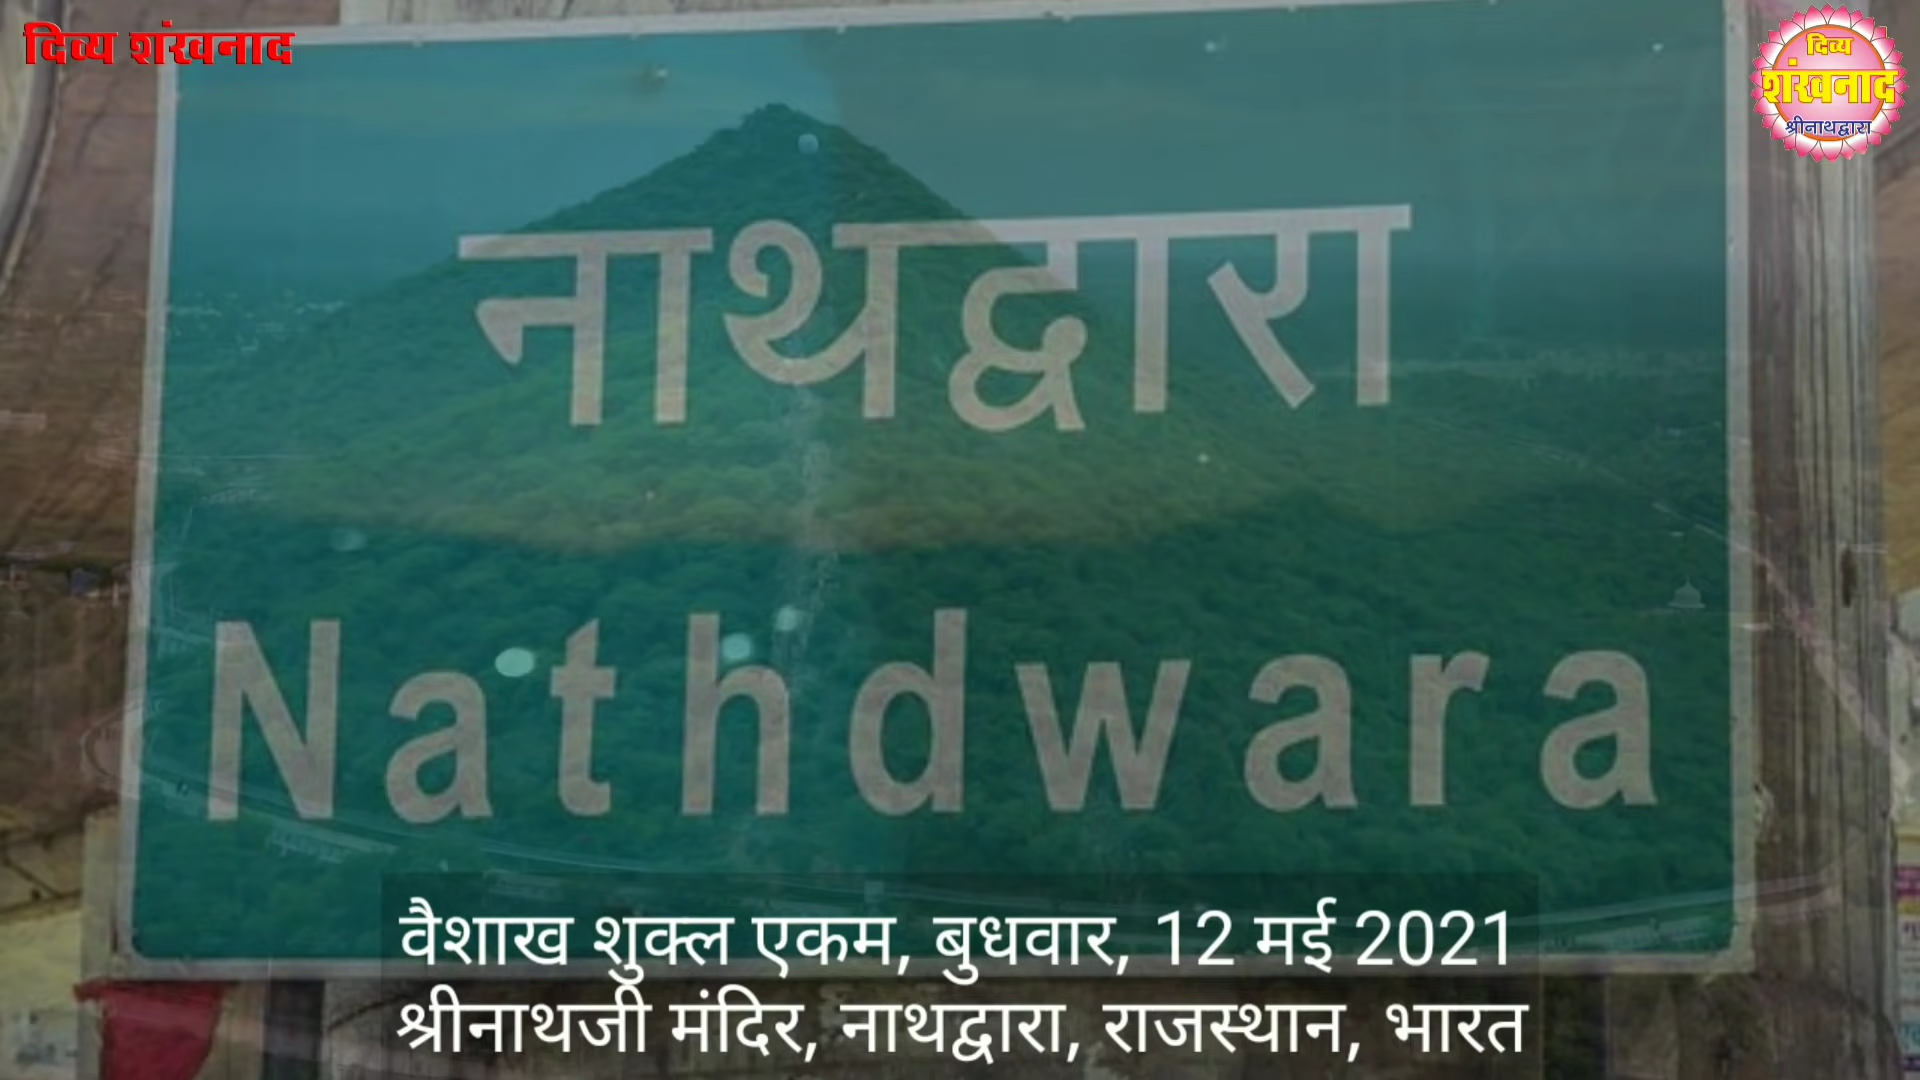 दिव्य शंखनाद
दिव्य
शंखनाद
श्रीनाथद्वारा
नाथद्वारा
Nathdwara
वैशाख शुक्ल एकम, बुधवार, 12 मई 2021
श्रीनाथजी मंदिर, नाथद्वारा, राजस्थान, भारत